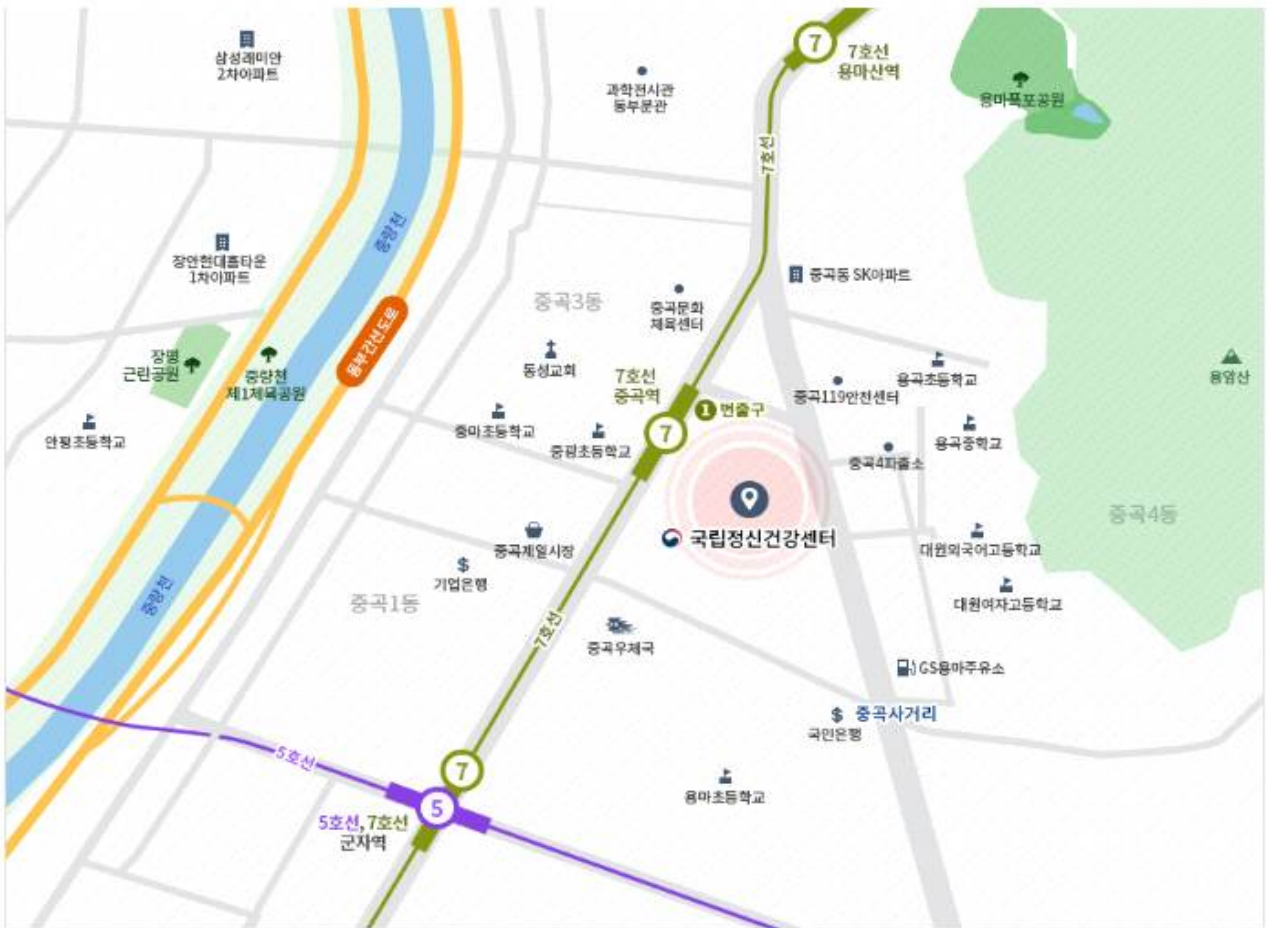 삼성래미안
2차아파트
과학전시관
동부분관
7
7호선
용마산역
용마폭포공원
7호선
중랑천
장안현대홈타운
1차아파트
중곡동 SK아파트
중곡3동
중곡문화
체육센터
동부간선도로
장평
근린공원
중랑천
제1체육공원
동성교회
7호선
중곡역
1 번출구
중곡119안전센터
용곡초등학교
용암산
안평초등학교
중마초등학교
중광초등학교
7
중곡4파출소
용곡중학교
중곡4동
국립정신건강센터
중곡제일시장
$
기업은행
대원외국어고등학교
대원여자고등학교
중랑천
중곡1동
7호선
중곡우체국
GS용마주유소
$
국민은행
중곡사거리
5호선
7
5
용마초등학교
5호선, 7호선
군자역